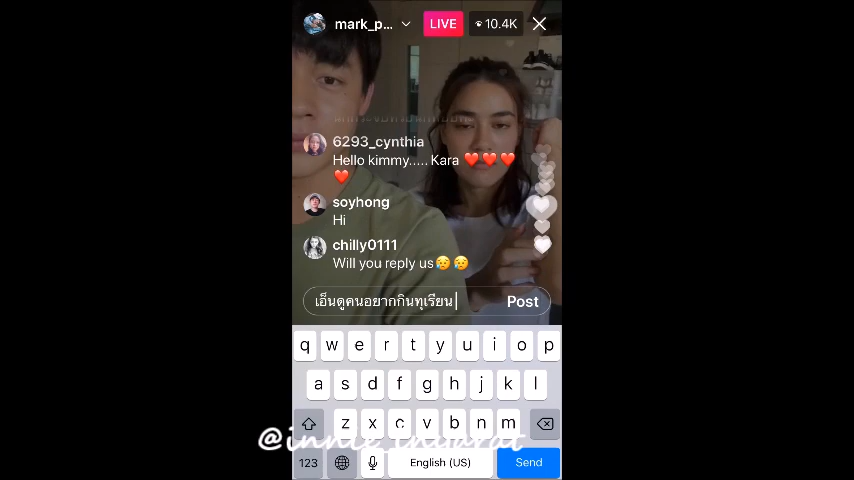 mark_p...
LIVE
10.4K
6293_cynthia
Hello kimmy..... Kara ❤️❤️❤️
❤️
soyhong
Hi
chilly0111
Will you reply us😥😥
เอ็นดูคนอยากกินทุเรียน
Post
q w e r t y u i o p
a s d f g h j k l
z x c v b n m
123
English (US)
Send